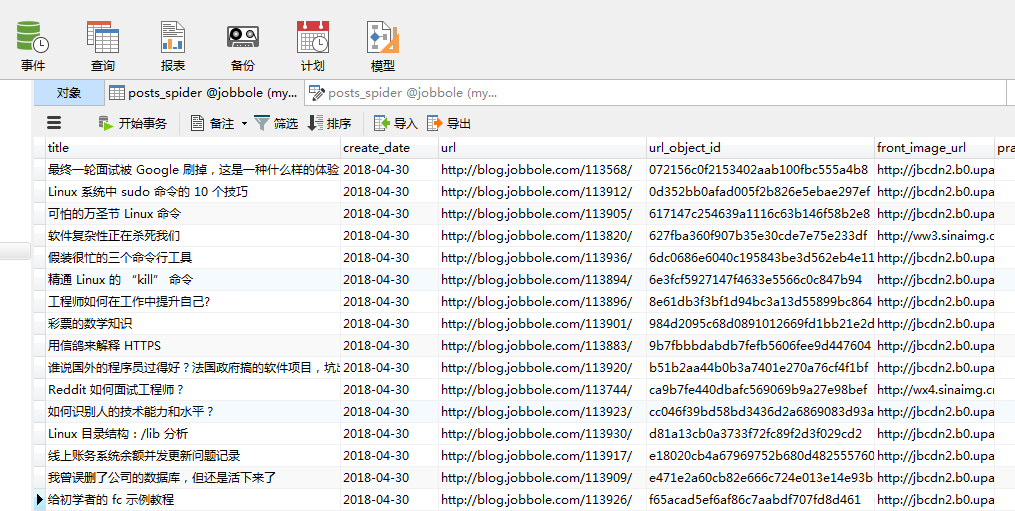 事件 查询 报表 备份 计划 模型
对象 posts_spider @jobbole (my... posts_spider @jobbole (my...
开始事务 备注 筛选 排序 导入 导出
title create_date url url_object_id front_image_url pra
最终一轮面试被 Google 刷掉，这是一种什么样的体验 2018-04-30 http://blog.jobbole.com/113568/ 072156c0f2153402aab100fbc555a4b8 http://jbcdn2.b0.upa
Linux 系统中 sudo 命令的 10 个技巧 2018-04-30 http://blog.jobbole.com/113912/ 0d352bb0afad005f2b826e5ebae297ef http://jbcdn2.b0.upa
可怕的万圣节 Linux 命令 2018-04-30 http://blog.jobbole.com/113905/ 617147c254639a1116c63b146f58b2e8 http://jbcdn2.b0.upa
软件复杂性正在杀死我们 2018-04-30 http://blog.jobbole.com/113820/ 627fba360f907b35e30cde7e75e233df http://ww3.sinaimg.c
假装很忙的三个命令行工具 2018-04-30 http://blog.jobbole.com/113936/ 6dc0686e6040c195843be3d562eb4e11 http://jbcdn2.b0.upa
精通 Linux 的 “kill” 命令 2018-04-30 http://blog.jobbole.com/113894/ 6e3fcf5927147f4633e5566c0c847b94 http://jbcdn2.b0.upa
工程师如何在工作中提升自己? 2018-04-30 http://blog.jobbole.com/113896/ 8e61db3f3bf1d94bc3a13d55899bc864 http://jbcdn2.b0.upa
彩票的数学知识 2018-04-30 http://blog.jobbole.com/113901/ 984d2095c68d0891012669fd1bb21e2d http://jbcdn2.b0.upa
用信鸽来解释 HTTPS 2018-04-30 http://blog.jobbole.com/113883/ 9b7fbbbdabdb7fefb5606fee9d447604 http://jbcdn2.b0.upa
谁说国外的程序员过得好？法国政府搞的软件项目，坑 2018-04-30 http://blog.jobbole.com/113920/ b51b2aa44b0b3a7401e270a76cf4f1bf http://jbcdn2.b0.upa
Reddit 如何面试工程师？ 2018-04-30 http://blog.jobbole.com/113744/ ca9b7fe440dbafc569069b9a27e98bef http://wx4.sinaimg.c
如何识别人的技术能力和水平？ 2018-04-30 http://blog.jobbole.com/113923/ cc046f39bd58bd3436d2a6869083d93a http://jbcdn2.b0.upa
Linux 目录结构：/lib 分析 2018-04-30 http://blog.jobbole.com/113930/ d81a13cb0a3733f72fc89f2d3f029cd2 http://jbcdn2.b0.upa
线上账务系统余额并发更新问题记录 2018-04-30 http://blog.jobbole.com/113917/ e18020cb4a67969752b680d482555760 http://jbcdn2.b0.upa
我曾误删了公司的数据库，但还是活下来了 2018-04-30 http://blog.jobbole.com/113909/ e471e2a60cb82e666c724e013e14e93b http://jbcdn2.b0.upa
给初学者的 fc 示例教程 2018-04-30 http://blog.jobbole.com/113926/ f65acad5ef6af86c7aabdf707fd8d461 http://jbcdn2.b0.upa